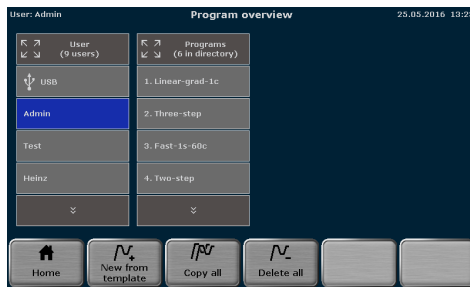 User: Admin
Program overview
25.05.2016 13:2
User
(9 users)
Programs
(6 in directory)
USB
1. Linear-grad-1c
Admin
2. Three-step
Test
3. Fast-1s-60c
Heinz
4. Two-step
Home
New from
template
Copy all
Delete all